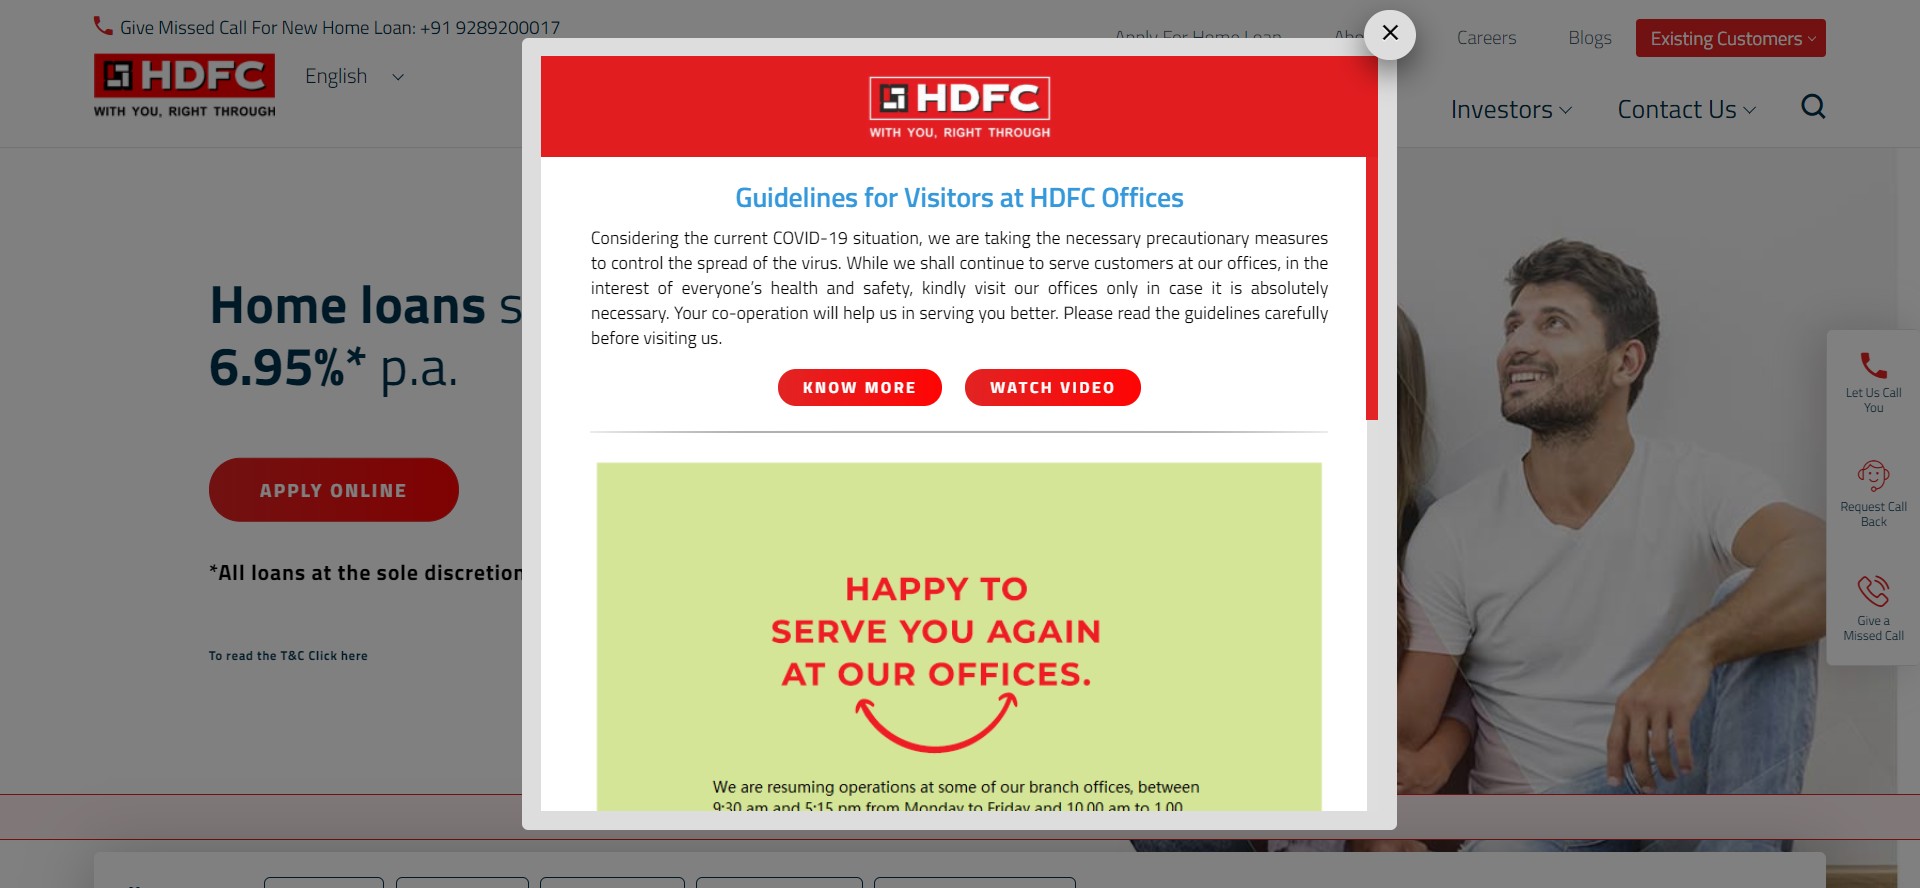 Give Missed Call For New Home Loan: +91 9289200017
Apply For Home Loan
Careers
Blogs
Existing Customers
HDFC
WITH YOU, RIGHT THROUGH
English
Investors
Contact Us
HDFC
WITH YOU, RIGHT THROUGH
Guidelines for Visitors at HDFC Offices
Considering the current COVID-19 situation, we are taking the necessary precautionary measures
to control the spread of the virus. While we shall continue to serve customers at our offices, in the
interest of everyone's health and safety, kindly visit our offices only in case it is absolutely
necessary. Your co-operation will help us in serving you better. Please read the guidelines carefully
before visiting us.
KNOW MORE
WATCH VIDEO
Home loans s
6.95%* p.a.
APPLY ONLINE
*All loans at the sole discretion
To read the T&C Click here
HAPPY TO
SERVE YOU AGAIN
AT OUR OFFICES.
We are resuming operations at some of our branch offices, between
9:30 am and 5:15 pm from Monday to Friday and 10.00 am to 1.00
Let Us Call
You
Request Call
Back
Give a
Missed Call